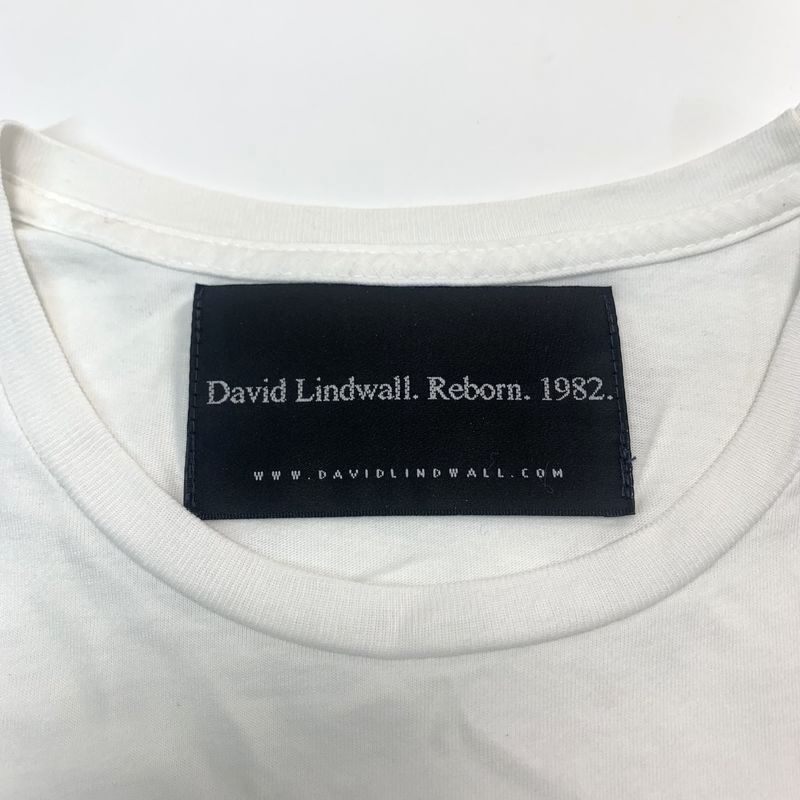 David Lindwall. Reborn. 1982.
WWW.DAVIDLINDWALL.COM